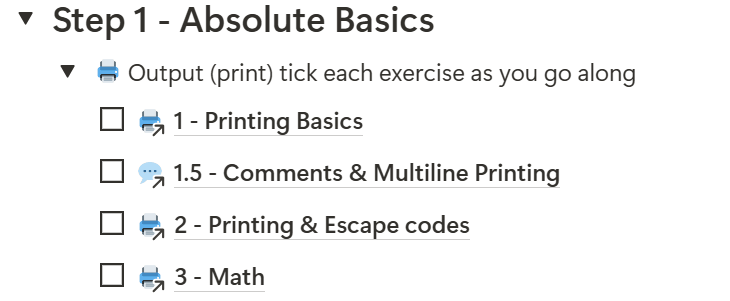 Step 1 - Absolute Basics
Output (print) tick each exercise as you go along
1 - Printing Basics
1.5 - Comments & Multiline Printing
2 - Printing & Escape codes
3 - Math